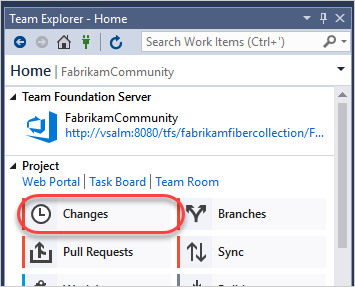 Team Explorer - Home
Search Work Items (Ctrl+')
Home | FabrikamCommunity
Team Foundation Server
FabrikamCommunity
http://vsalm:8080/tfs/fabrikamfibercollection/F...
Project
Web Portal | Task Board | Team Room
Changes
Branches
Pull Requests
Sync